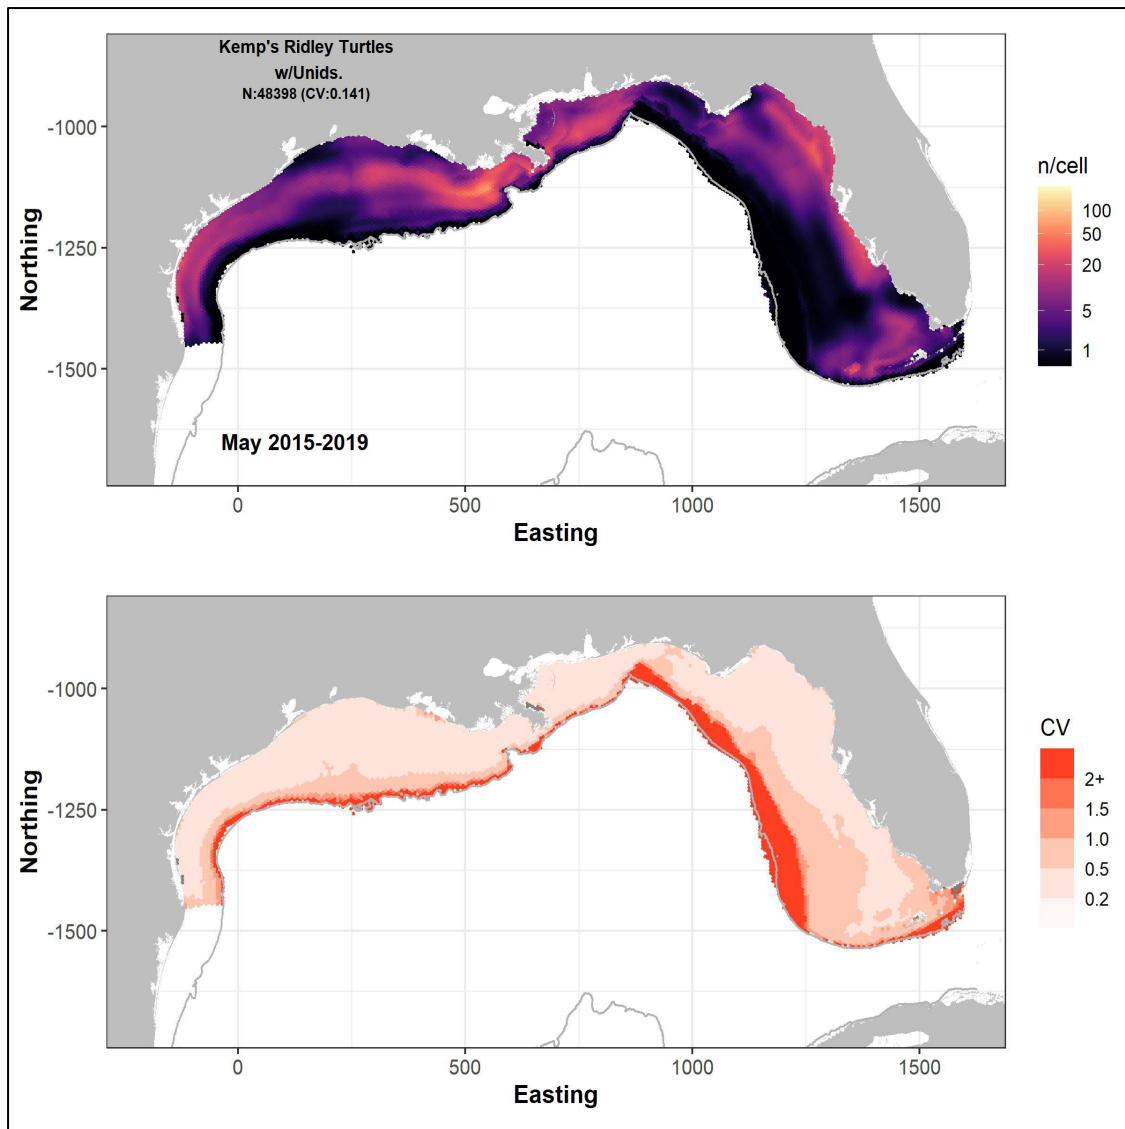 Kemp's Ridley Turtles
w/Unids.
N:48398 (CV:0.141)
-1000
-1250
-1500
Northing
May 2015-2019
0
500
1000
1500
Easting
n/cell
100
50
20
5
1
-1000
-1250
-1500
Northing
0
500
1000
1500
Easting
CV
2+
1.5
1.0
0.5
0.2